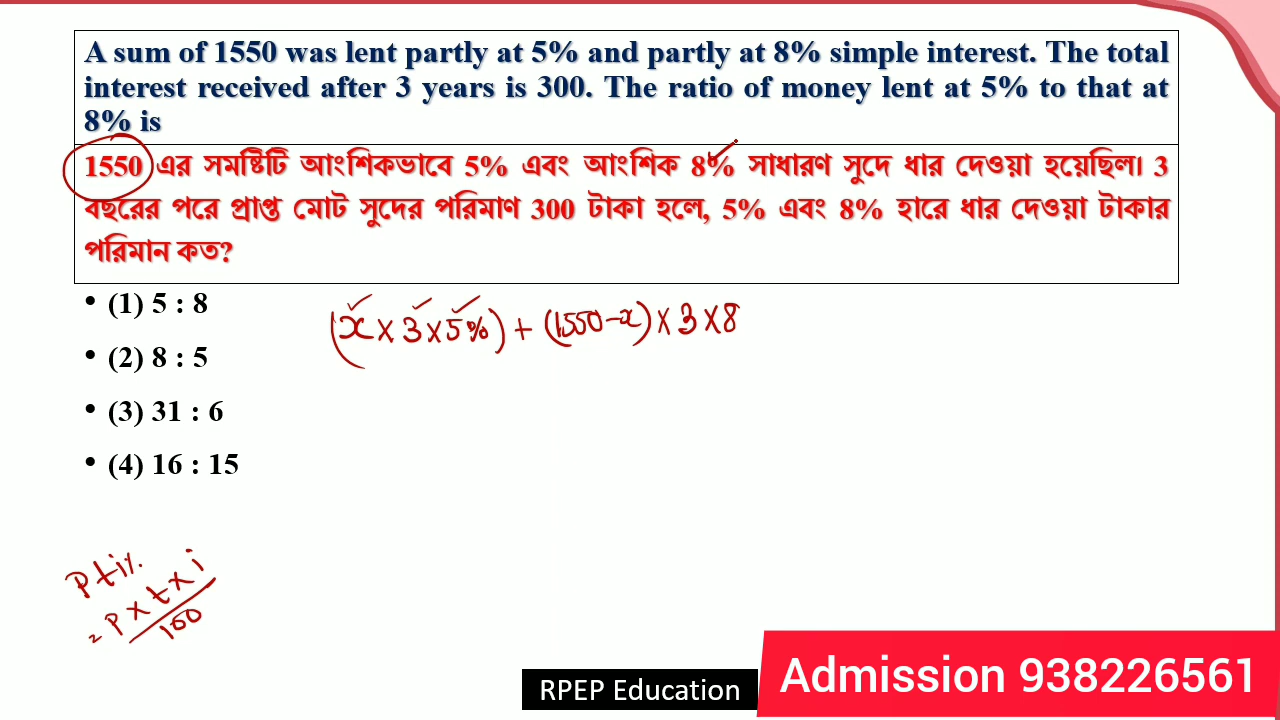 A sum of 1550 was lent partly at 5% and partly at 8% simple interest. The total
interest received after 3 years is 300. The ratio of money lent at 5% to that at
8% is
1550 এর সমষ্টিটি আংশিকভাবে 5% এবং আংশিক 8% সাধারণ সুদে ধার দেওয়া হয়েছিল। 3
বছরের পরে প্রাপ্ত মোট সুদের পরিমাণ 300 টাকা হলে, 5% এবং 8% হারে ধার দেওয়া টাকার
পরিমান কত?
• (1) 5 : 8
• (2) 8 : 5
• (3) 31 : 6
• (4) 16 : 15
(x × 3 × 5%) + (1550 - x) × 3 × 8
Pti%
= P × t × i
100
RPEP Education
Admission 938226561